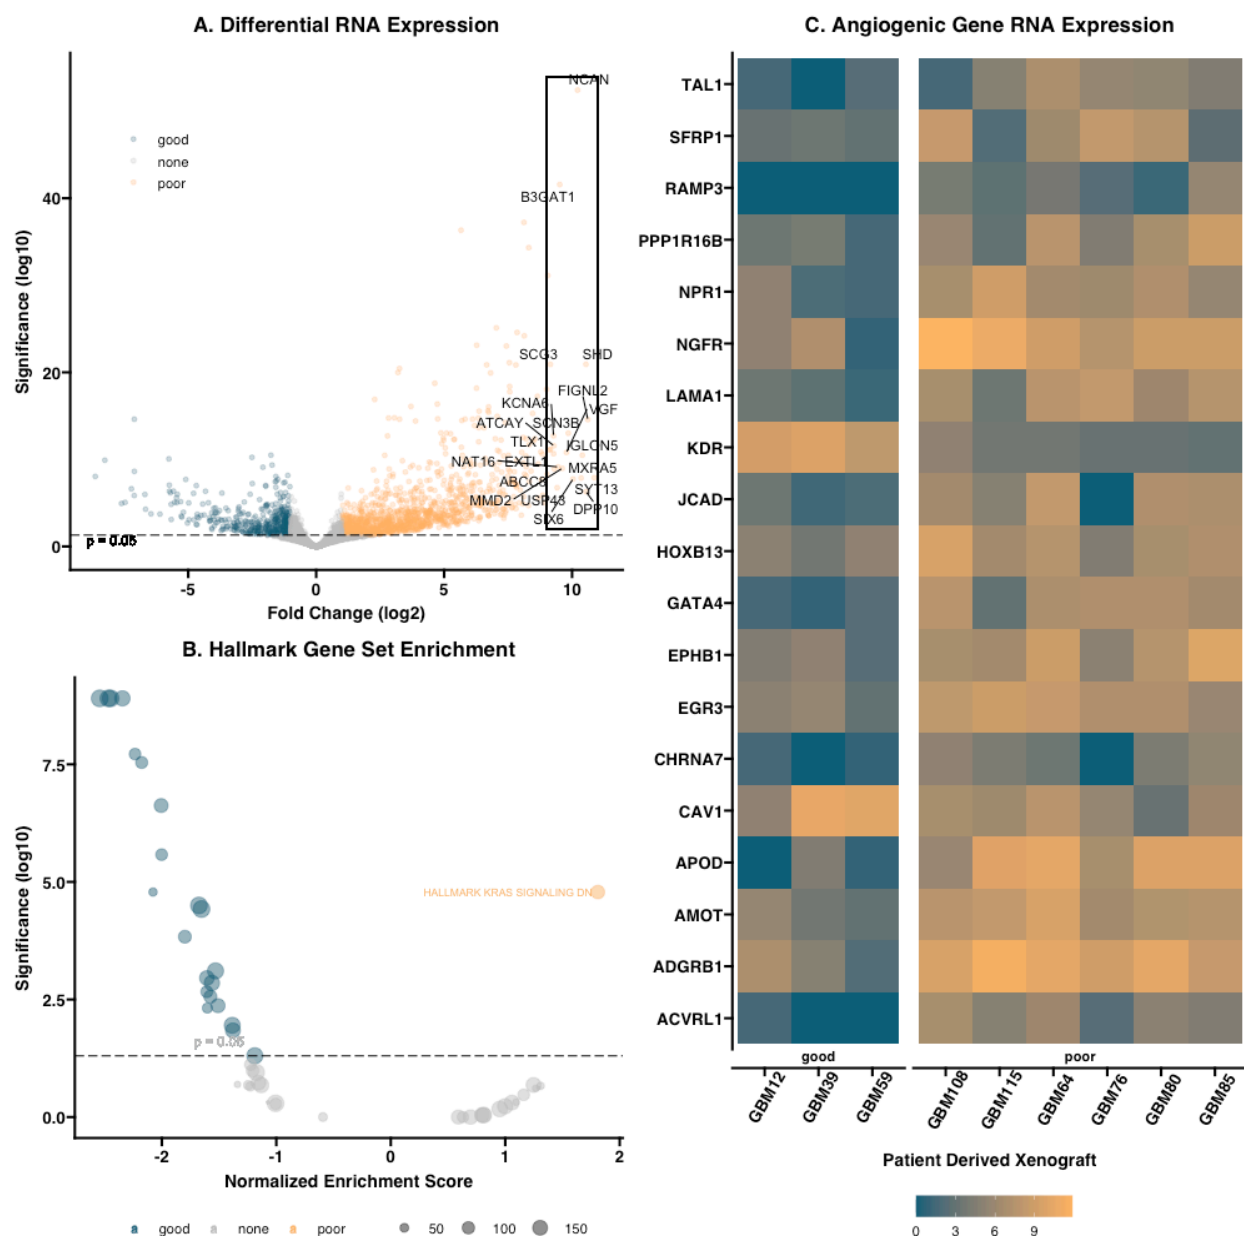 A. Differential RNA Expression
Significance (log10)
40
20
0
good
none
poor
NCAN
B3GAT1
SCG3
SHD
FIGNL2
KCNA6
VGF
ATCAY
SCN3B
TLX1
IGLON5
NAT16
EXTL1
MXRA5
ABCC8
SYT13
MMD2
USP43
DPP10
SIX6
p = 0.05
-5
0
5
10
Fold Change (log2)
B. Hallmark Gene Set Enrichment
Significance (log10)
7.5
5.0
2.5
0.0
HALLMARK KRAS SIGNALING DN
p = 0.05
-2
-1
0
1
2
Normalized Enrichment Score
a good
a none
a poor
50
100
150
C. Angiogenic Gene RNA Expression
TAL1
SFRP1
RAMP3
PPP1R16B
NPR1
NGFR
LAMA1
KDR
JCAD
HOXB13
GATA4
EPHB1
EGR3
CHRNA7
CAV1
APOD
AMOT
ADGRB1
ACVRL1
good
poor
GBM12
GBM39
GBM59
GBM108
GBM115
GBM64
GBM76
GBM80
GBM85
Patient Derived Xenograft
0
3
6
9